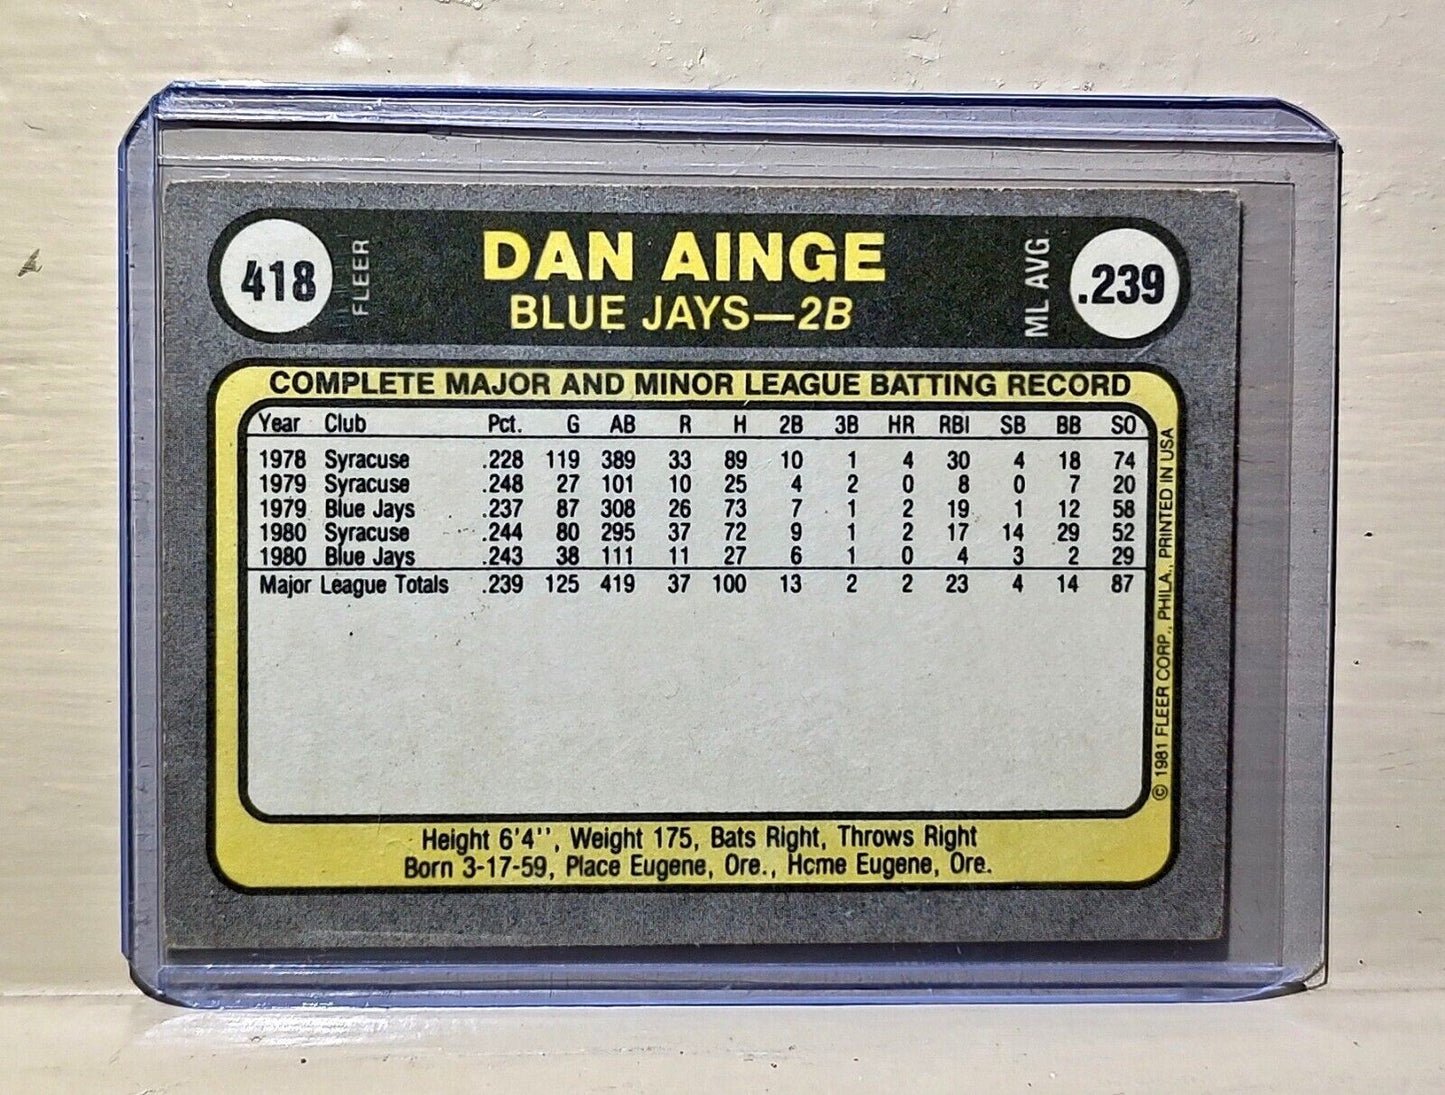 418 FLEER DAN AINGE ML AVG. .239
BLUE JAYS—2B
COMPLETE MAJOR AND MINOR LEAGUE BATTING RECORD
Year Club Pct. G AB R H 2B 3B HR RBI SB BB SO
1978 Syracuse .228 119 389 33 89 10 1 4 30 4 18 74
1979 Syracuse .248 27 101 10 25 4 2 0 8 0 7 20
1979 Blue Jays .237 87 308 26 73 7 1 2 19 1 12 58
1980 Syracuse .244 80 295 37 72 9 1 2 17 14 29 52
1980 Blue Jays .243 38 111 11 27 6 1 0 4 3 2 29
Major League Totals .239 125 419 37 100 13 2 2 23 4 14 87
© 1981 FLEER CORP., PHILA., PRINTED IN USA
Height 6'4'', Weight 175, Bats Right, Throws Right
Born 3-17-59, Place Eugene, Ore., Home Eugene, Ore.